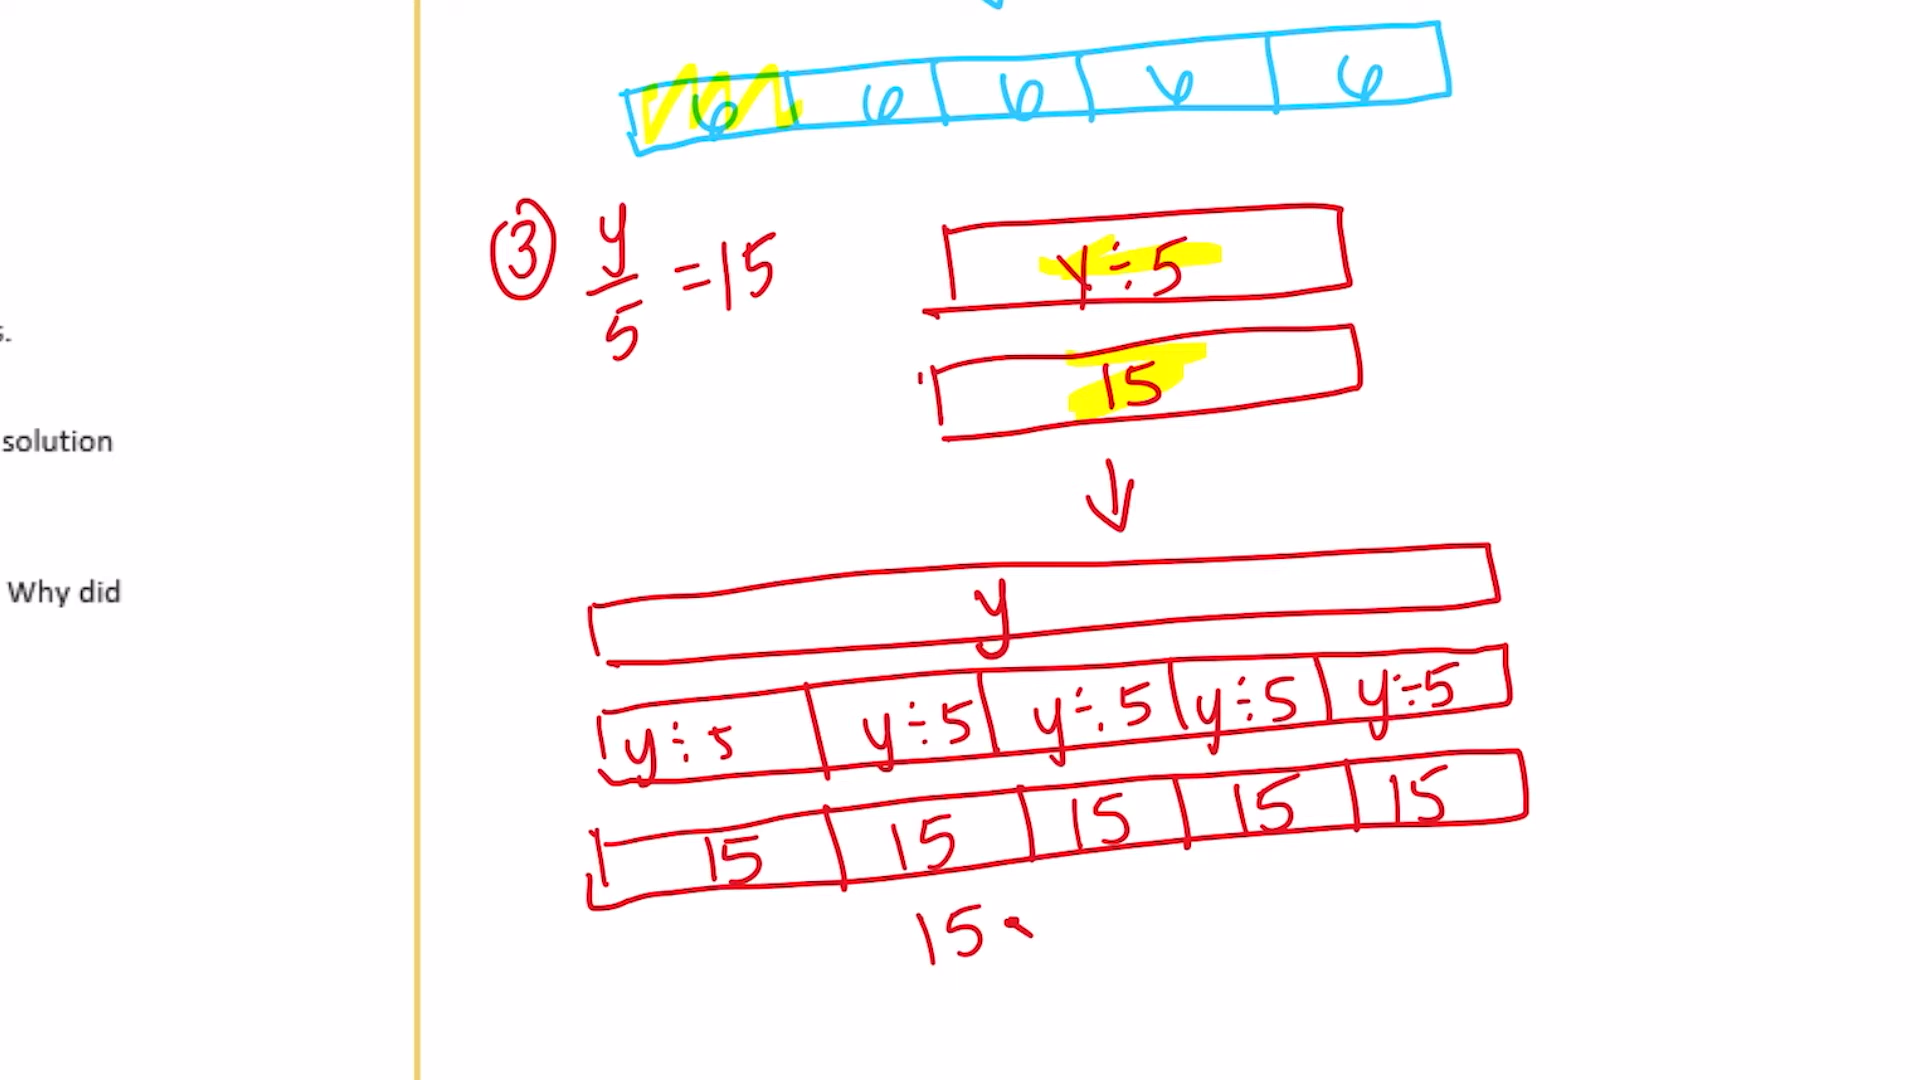 6 6 6 6 6
③ y/5 = 15
y ÷ 5
s.
15
solution
Why did
y
y ÷ 5 y ÷ 5 y ÷ 5 y ÷ 5 y ÷ 5
15 15 15 15 15
15 •